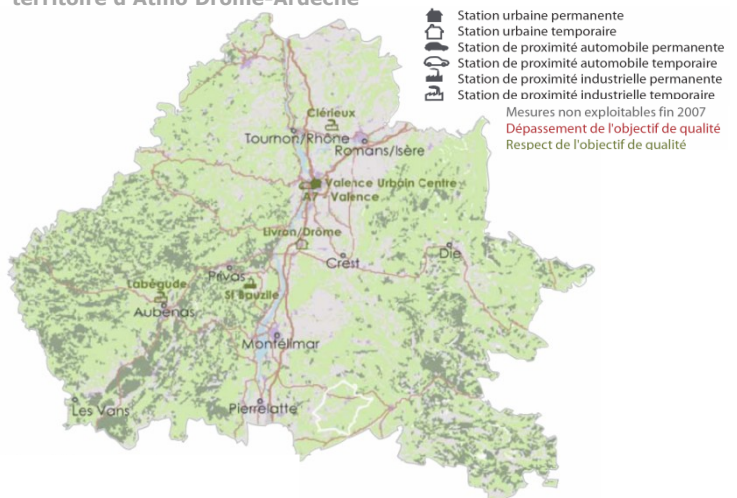 territoire d'Atmo Drôme-Ardèche
Station urbaine permanente
Station urbaine temporaire
Station de proximité automobile permanente
Station de proximité automobile temporaire
Station de proximité industrielle permanente
Station de proximité industrielle temporaire
Mesures non exploitables fin 2007
Dépassement de l'objectif de qualité
Respect de l'objectif de qualité
Clérieux
Tournon/Rhône
Romans/Isère
Valence Urbain Centre
A7 - Valence
Livron/Drôme
Crest
Die
Privas
Labégude
St Bauzile
Aubenas
Montélimar
Les Vans
Pierrelatte